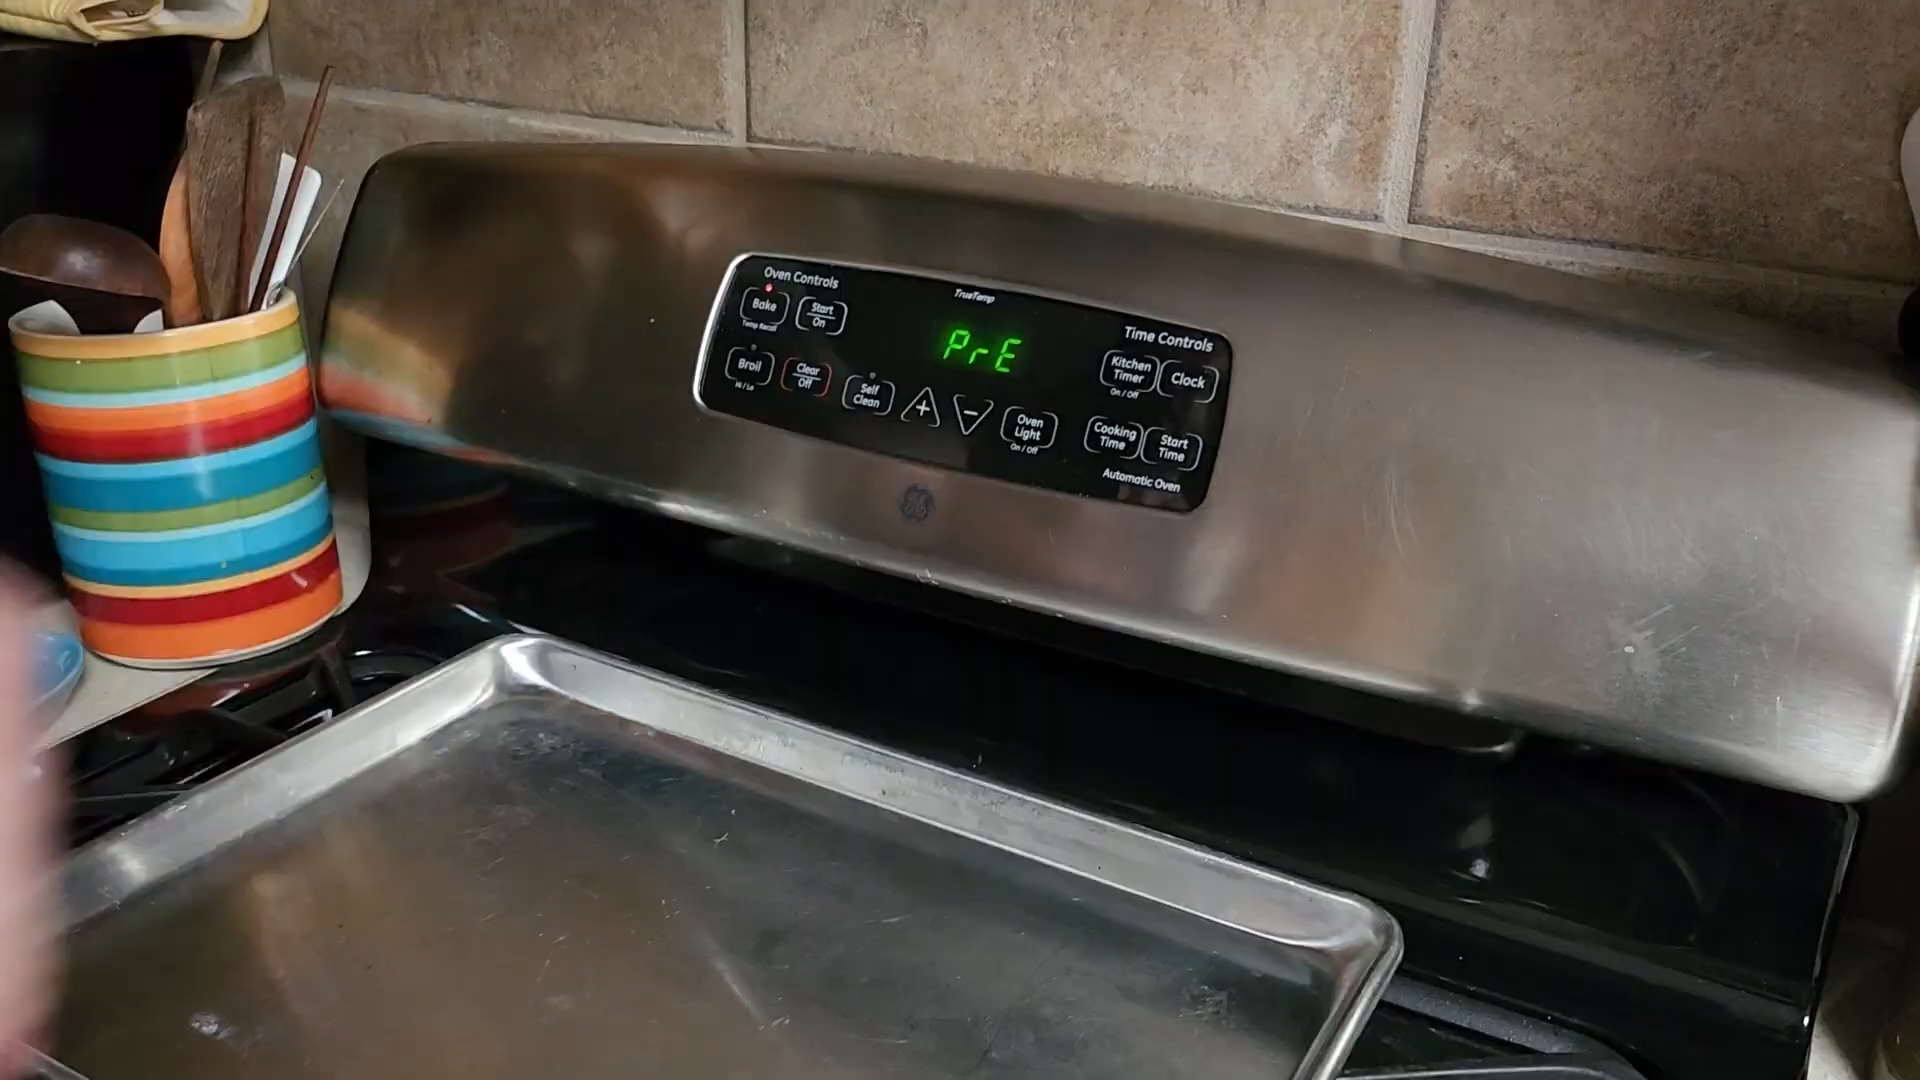 Oven Controls
Bake
Temp Recall
Start
On
Broil
Hi / Lo
Clear
Off
Self
Clean
+
−
Oven
Light
On / Off
TrueTemp
PrE
Time Controls
Kitchen
Timer
On / Off
Clock
Cooking
Time
Start
Time
Automatic Oven
GE